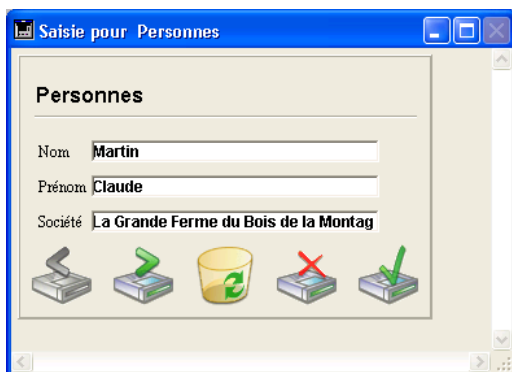 Saisie pour Personnes
Personnes
Nom Martin
Prénom Claude
Société La Grande Ferme du Bois de la Montag